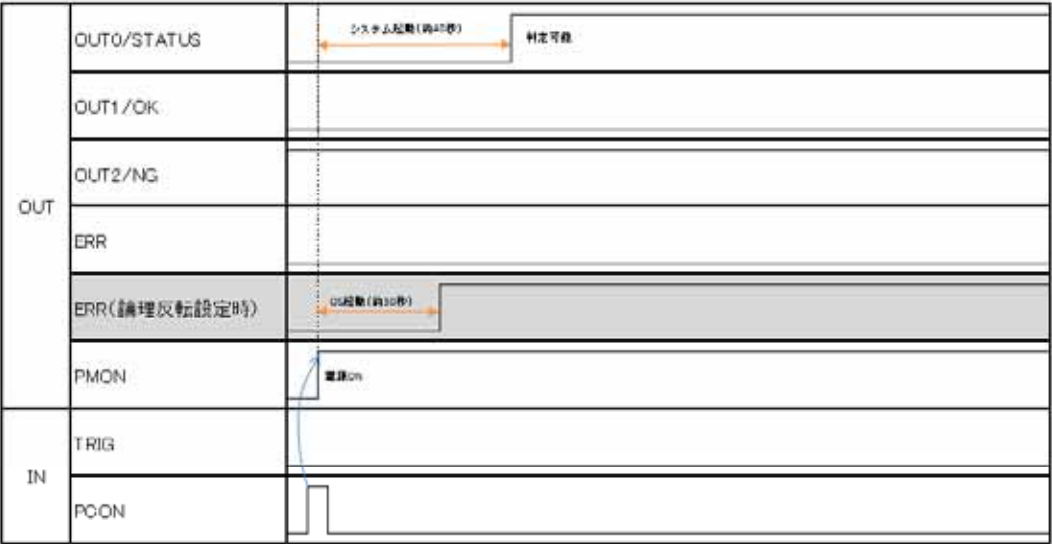 OUT
OUT0/STATUS
システム起動(約40秒)
判定可能
OUT1/OK
OUT2/NG
ERR
ERR(論理反転設定時)
OS起動(約30秒)
PMON
電源ON
IN
TRIG
PCON